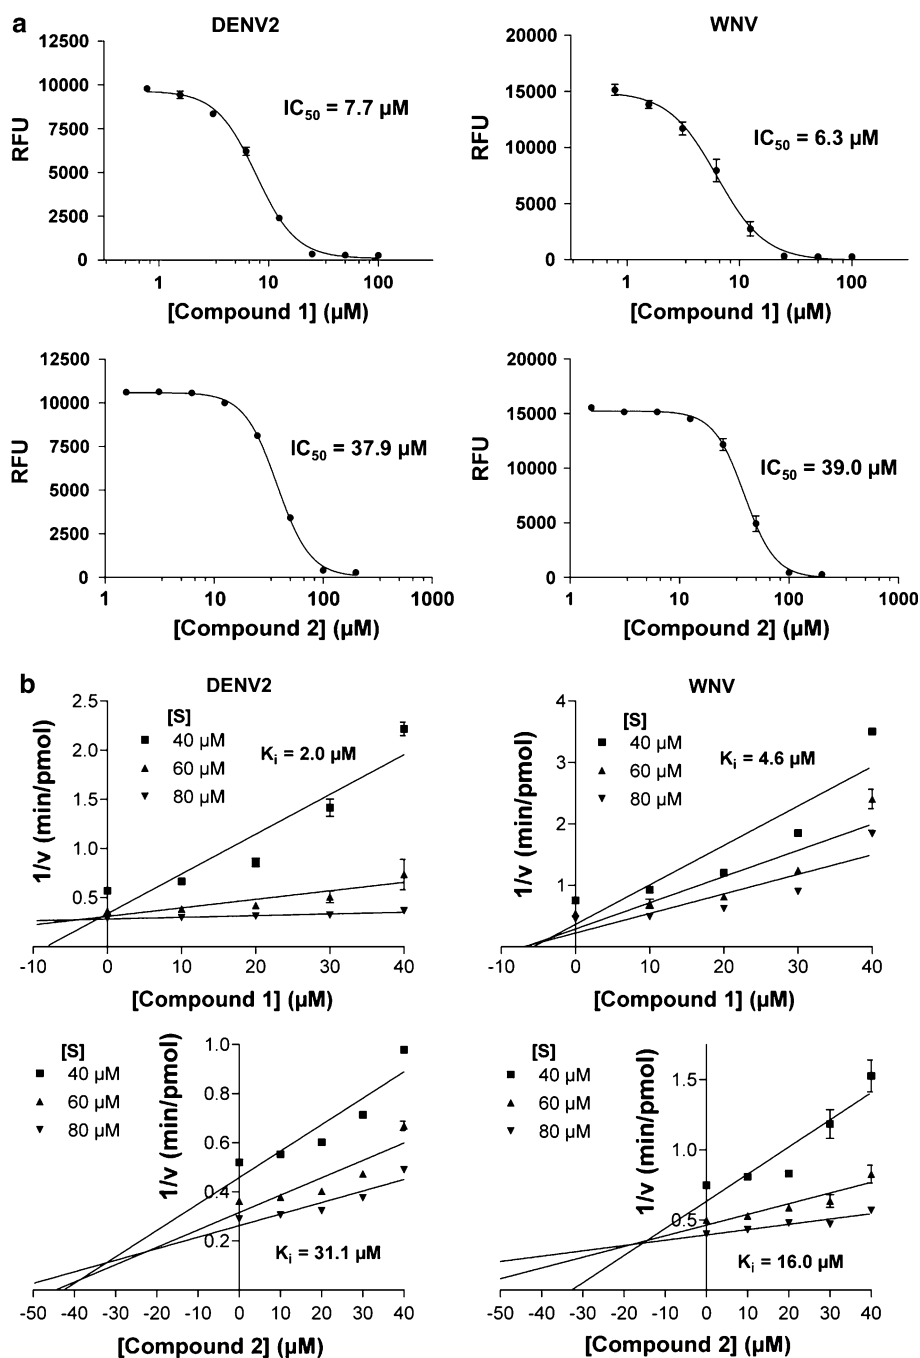 a
DENV2
WNV
12500
10000
7500
5000
2500
0
RFU
IC50 = 7.7 µM
1
10
100
[Compound 1] (µM)
20000
15000
10000
5000
0
RFU
IC50 = 6.3 µM
1
10
100
[Compound 1] (µM)
12500
10000
7500
5000
2500
0
RFU
IC50 = 37.9 µM
1
10
100
1000
[Compound 2] (µM)
20000
15000
10000
5000
0
RFU
IC50 = 39.0 µM
1
10
100
1000
[Compound 2] (µM)
b
DENV2
WNV
2.5
2.0
1.5
1.0
0.5
1/v (min/pmol)
[S]
40 µM
60 µM
80 µM
Ki = 2.0 µM
-10
0
10
20
30
40
[Compound 1] (µM)
4
3
2
1
1/v (min/pmol)
[S]
40 µM
60 µM
80 µM
Ki = 4.6 µM
-10
0
10
20
30
40
[Compound 1] (µM)
[S]
40 µM
60 µM
80 µM
1/v (min/pmol)
1.0
0.8
0.6
0.4
0.2
Ki = 31.1 µM
-50 -40 -30 -20 -10 0 10 20 30 40
[Compound 2] (µM)
[S]
40 µM
60 µM
80 µM
1/v (min/pmol)
1.5
1.0
0.5
Ki = 16.0 µM
-50 -40 -30 -20 -10 0 10 20 30 40
[Compound 2] (µM)